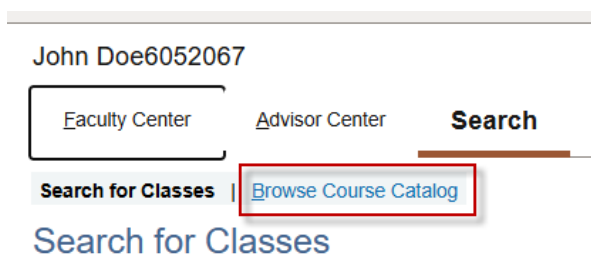 John Doe6052067
Faculty Center Advisor Center Search
Search for Classes | Browse Course Catalog
Search for Classes